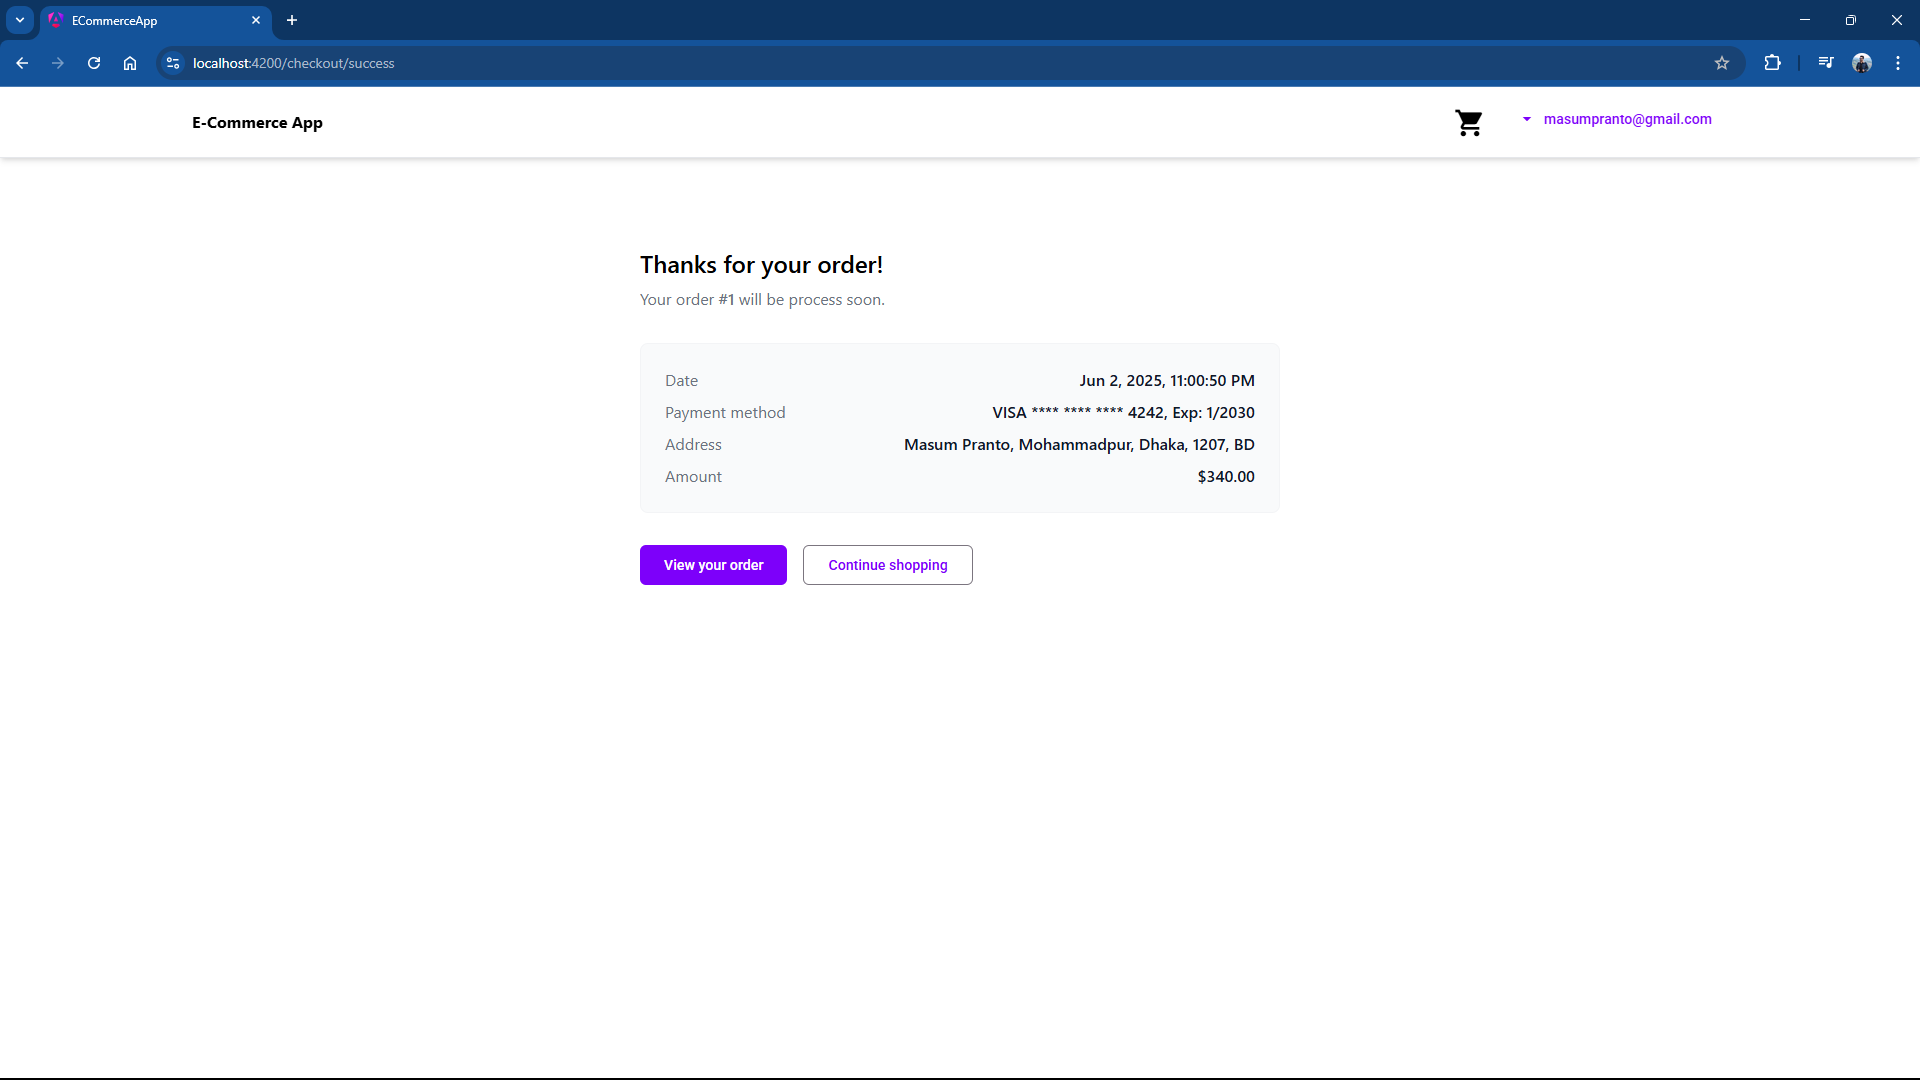 ECommerceApp
localhost:4200/checkout/success
E-Commerce App
masumpranto@gmail.com
Thanks for your order!
Your order #1 will be process soon.
Date Jun 2, 2025, 11:00:50 PM
Payment method VISA **** **** **** 4242, Exp: 1/2030
Address Masum Pranto, Mohammadpur, Dhaka, 1207, BD
Amount $340.00
View your order Continue shopping